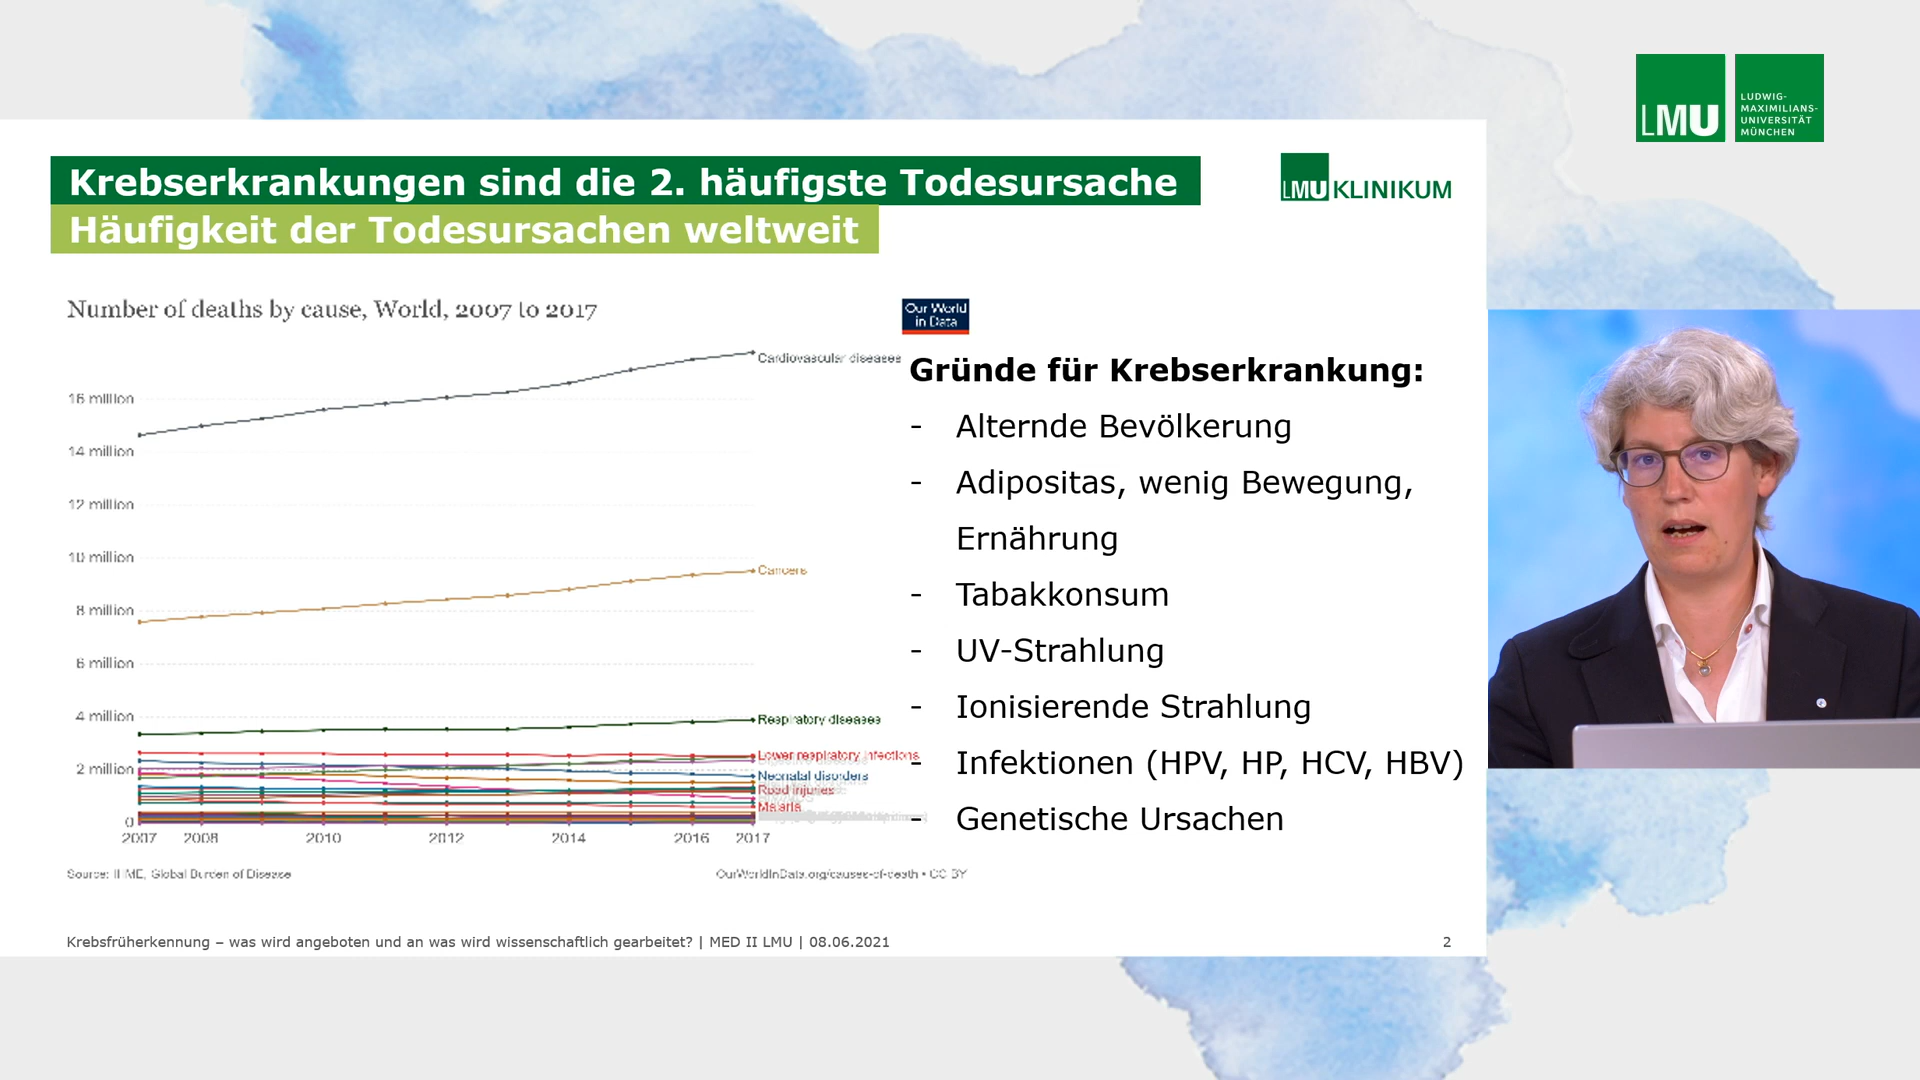 LMU
LUDWIG-
MAXIMILIANS-
UNIVERSITÄT
MÜNCHEN
Krebserkrankungen sind die 2. häufigste Todesursache
Häufigkeit der Todesursachen weltweit
LMU KLINIKUM
Number of deaths by cause, World, 2007 to 2017
Our World
in Data
Cardiovascular diseases
16 million
14 million
12 million
10 million
Cancers
8 million
6 million
4 million
Respiratory diseases
Lower respiratory infections
2 million
Neonatal disorders
Road injuries
Malaria
0
2007 2008 2010 2012 2014 2016 2017
Source: IHME, Global Burden of Disease
OurWorldInData.org/causes-of-death • CC BY
Gründe für Krebserkrankung:
- Alternde Bevölkerung
- Adipositas, wenig Bewegung,
Ernährung
- Tabakkonsum
- UV-Strahlung
- Ionisierende Strahlung
- Infektionen (HPV, HP, HCV, HBV)
- Genetische Ursachen
Krebsfrüherkennung – was wird angeboten und an was wird wissenschaftlich gearbeitet? | MED II LMU | 08.06.2021
2